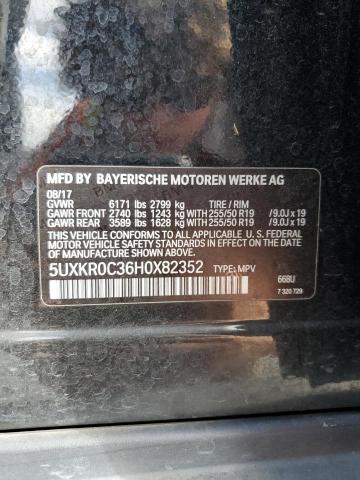 MFD BY BAYERISCHE MOTOREN WERKE AG
08/17
GVWR 6171 lbs 2799 kg TIRE / RIM
GAWR FRONT 2740 lbs 1243 kg WITH 255/50 R19 /9.0J x 19
GAWR REAR 3589 lbs 1628 kg WITH 255/50 R19 /9.0J x 19
THIS VEHICLE CONFORMS TO ALL APPLICABLE U. S. FEDERAL
MOTOR VEHICLE SAFETY STANDARDS IN EFFECT ON THE DATE
OF MANUFACTURE SHOWN ABOVE.
5UXKR0C36H0X82352 TYPE: MPV
668U
7 320 729